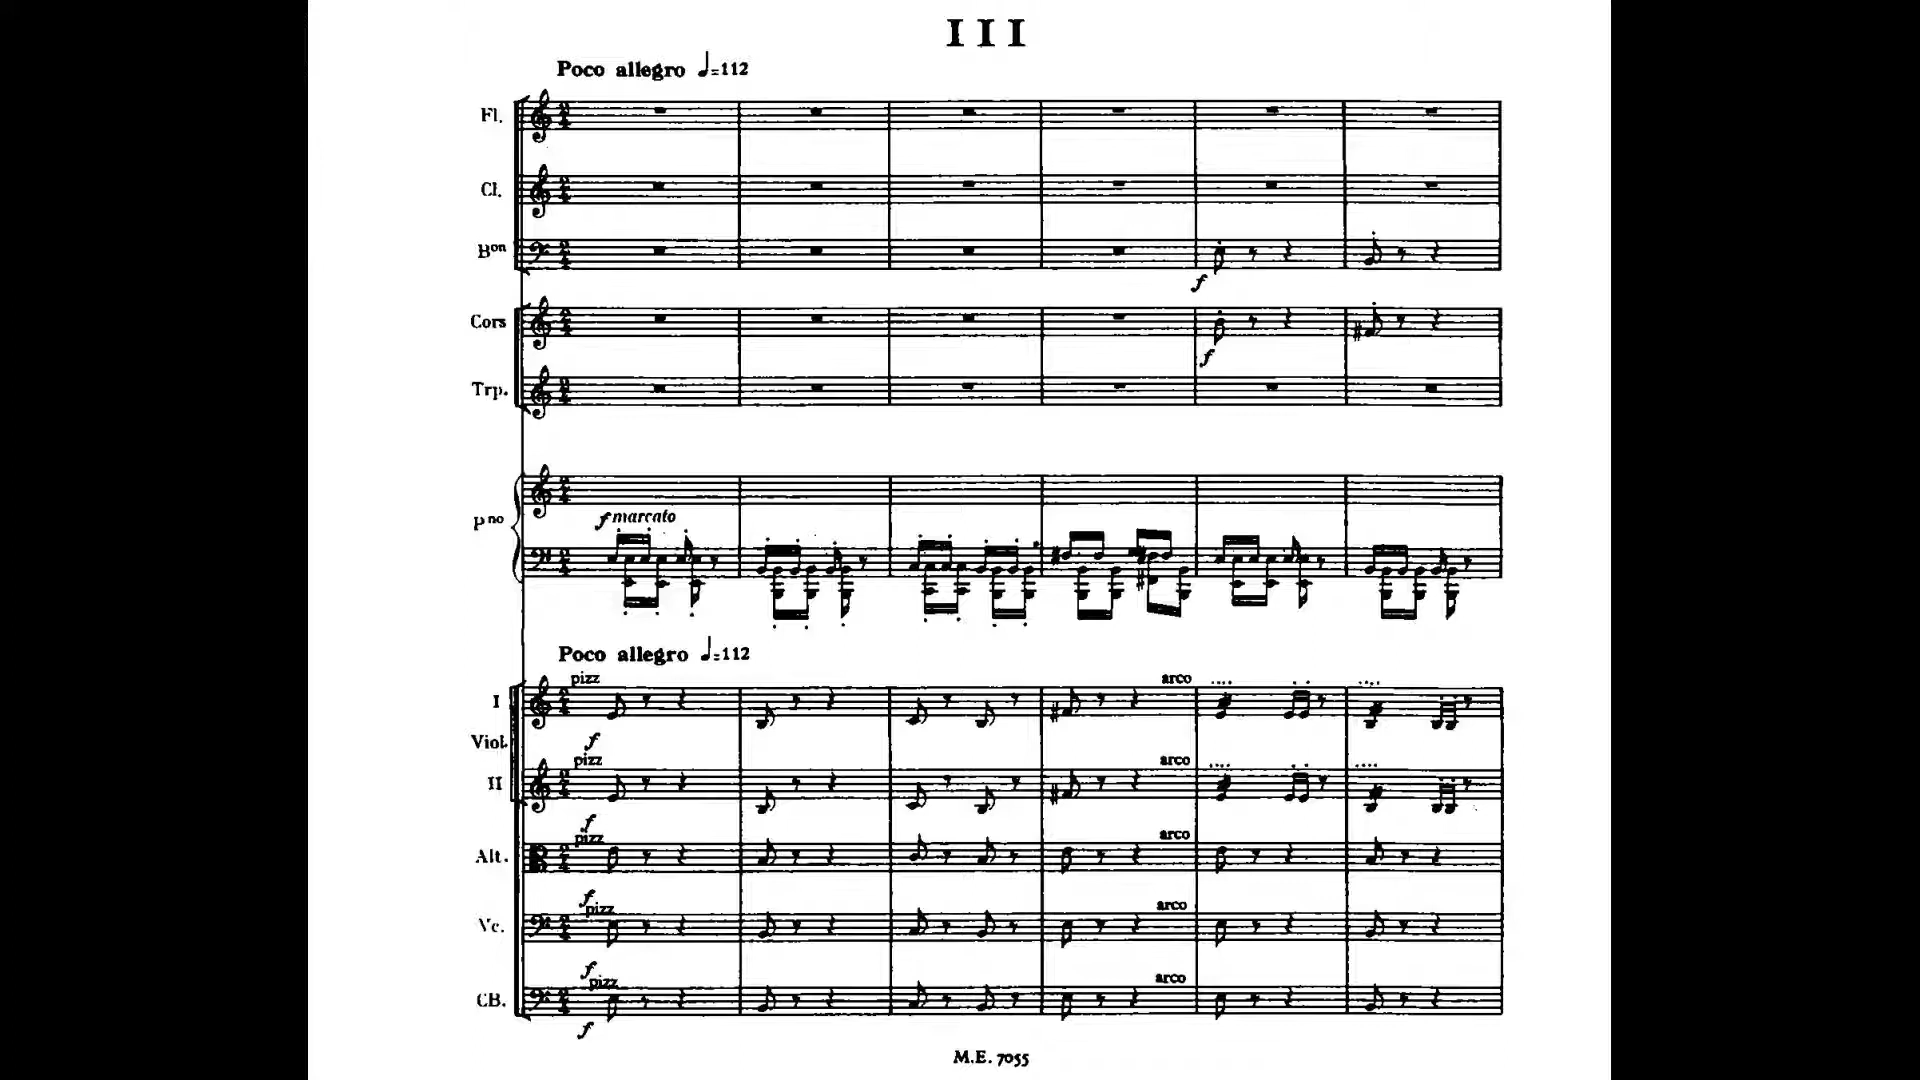 III
Poco allegro ♩=112
Fl.
Cl.
Bon
f
Cors
f
Trp.
Pno
f marcato
Poco allegro ♩=112
pizz
arco
I
Viol.
f
pizz
arco
II
f
pizz
arco
Alt.
f
pizz
arco
Vc.
f
pizz
arco
CB.
f
M.E. 7055